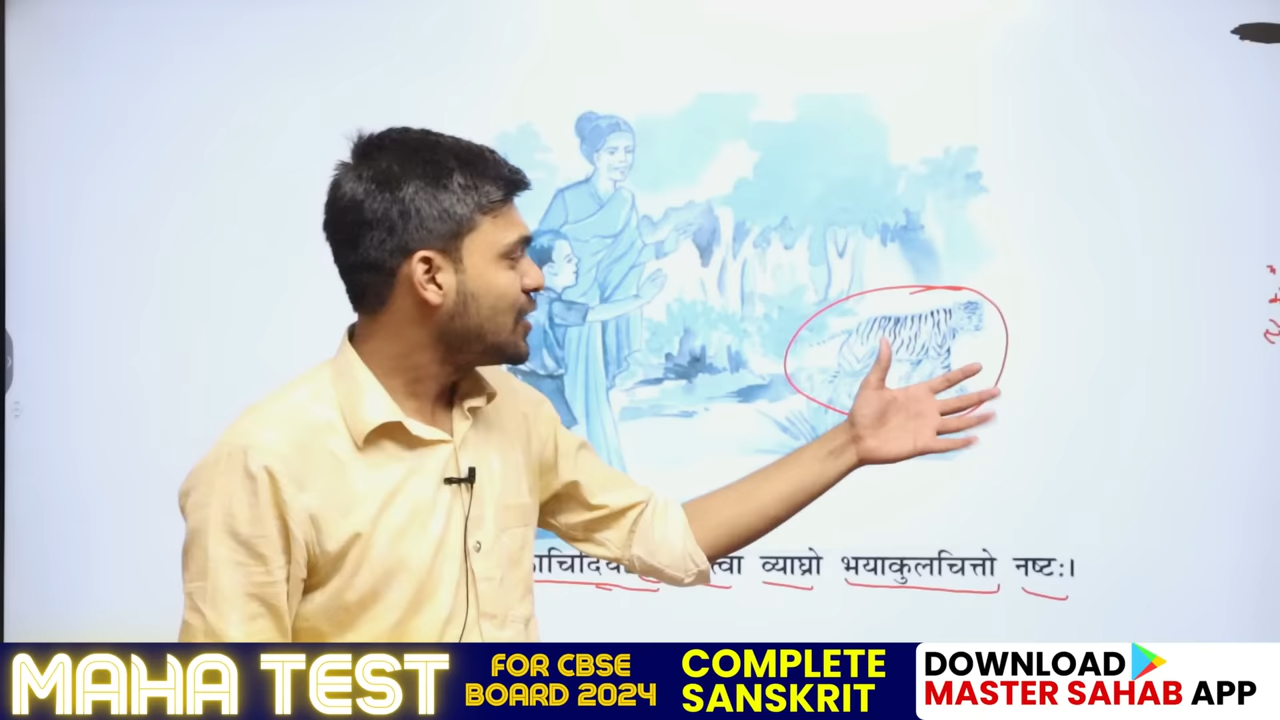 व्याघ्रो भयाकुलचित्तो नष्टः।
MAHA TEST
FOR CBSE
BOARD 2024
COMPLETE
SANSKRIT
DOWNLOAD
MASTER SAHAB APP